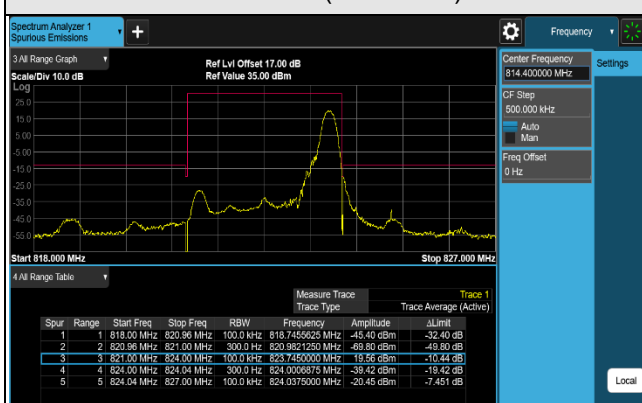 Spectrum Analyzer 1
Spurious Emissions
+
Frequency
3 All Range Graph
Ref Lvl Offset 17.00 dB
Scale/Div 10.0 dB
Ref Value 35.00 dBm
Log
25.0
15.0
5.00
-5.00
-15.0
-25.0
-35.0
-45.0
-55.0
Start 818.000 MHz
Stop 827.000 MHz
4 All Range Table
Measure Trace Trace 1
Trace Type Trace Average (Active)
Spur Range Start Freq Stop Freq RBW Frequency Amplitude ΔLimit
1 1 818.00 MHz 820.96 MHz 100.0 kHz 818.7455625 MHz -45.40 dBm -32.40 dB
2 2 820.96 MHz 821.00 MHz 300.0 Hz 820.9821250 MHz -69.80 dBm -49.80 dB
3 3 821.00 MHz 824.00 MHz 100.0 kHz 823.7450000 MHz 19.56 dBm -10.44 dB
4 4 824.00 MHz 824.04 MHz 300.0 Hz 824.0006875 MHz -39.42 dBm -19.42 dB
5 5 824.04 MHz 827.00 MHz 100.0 kHz 824.0375000 MHz -20.45 dBm -7.451 dB
Center Frequency
814.400000 MHz
Settings
CF Step
500.000 kHz
Auto
Man
Freq Offset
0 Hz
Local